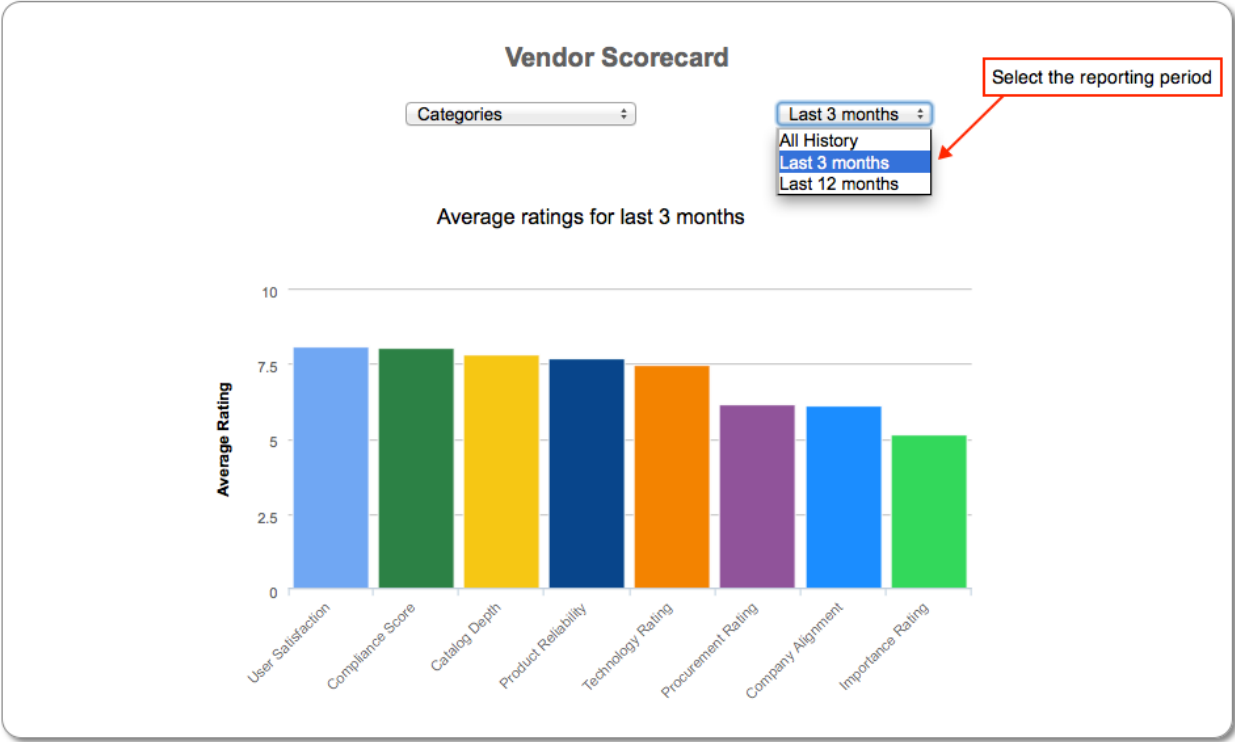 Vendor Scorecard
Select the reporting period
Categories
Last 3 months
All History
Last 3 months
Last 12 months
Average ratings for last 3 months
10
7.5
5
2.5
0
Average Rating
User Satisfaction
Compliance Score
Catalog Depth
Product Reliability
Technology Rating
Procurement Rating
Company Alignment
Importance Rating